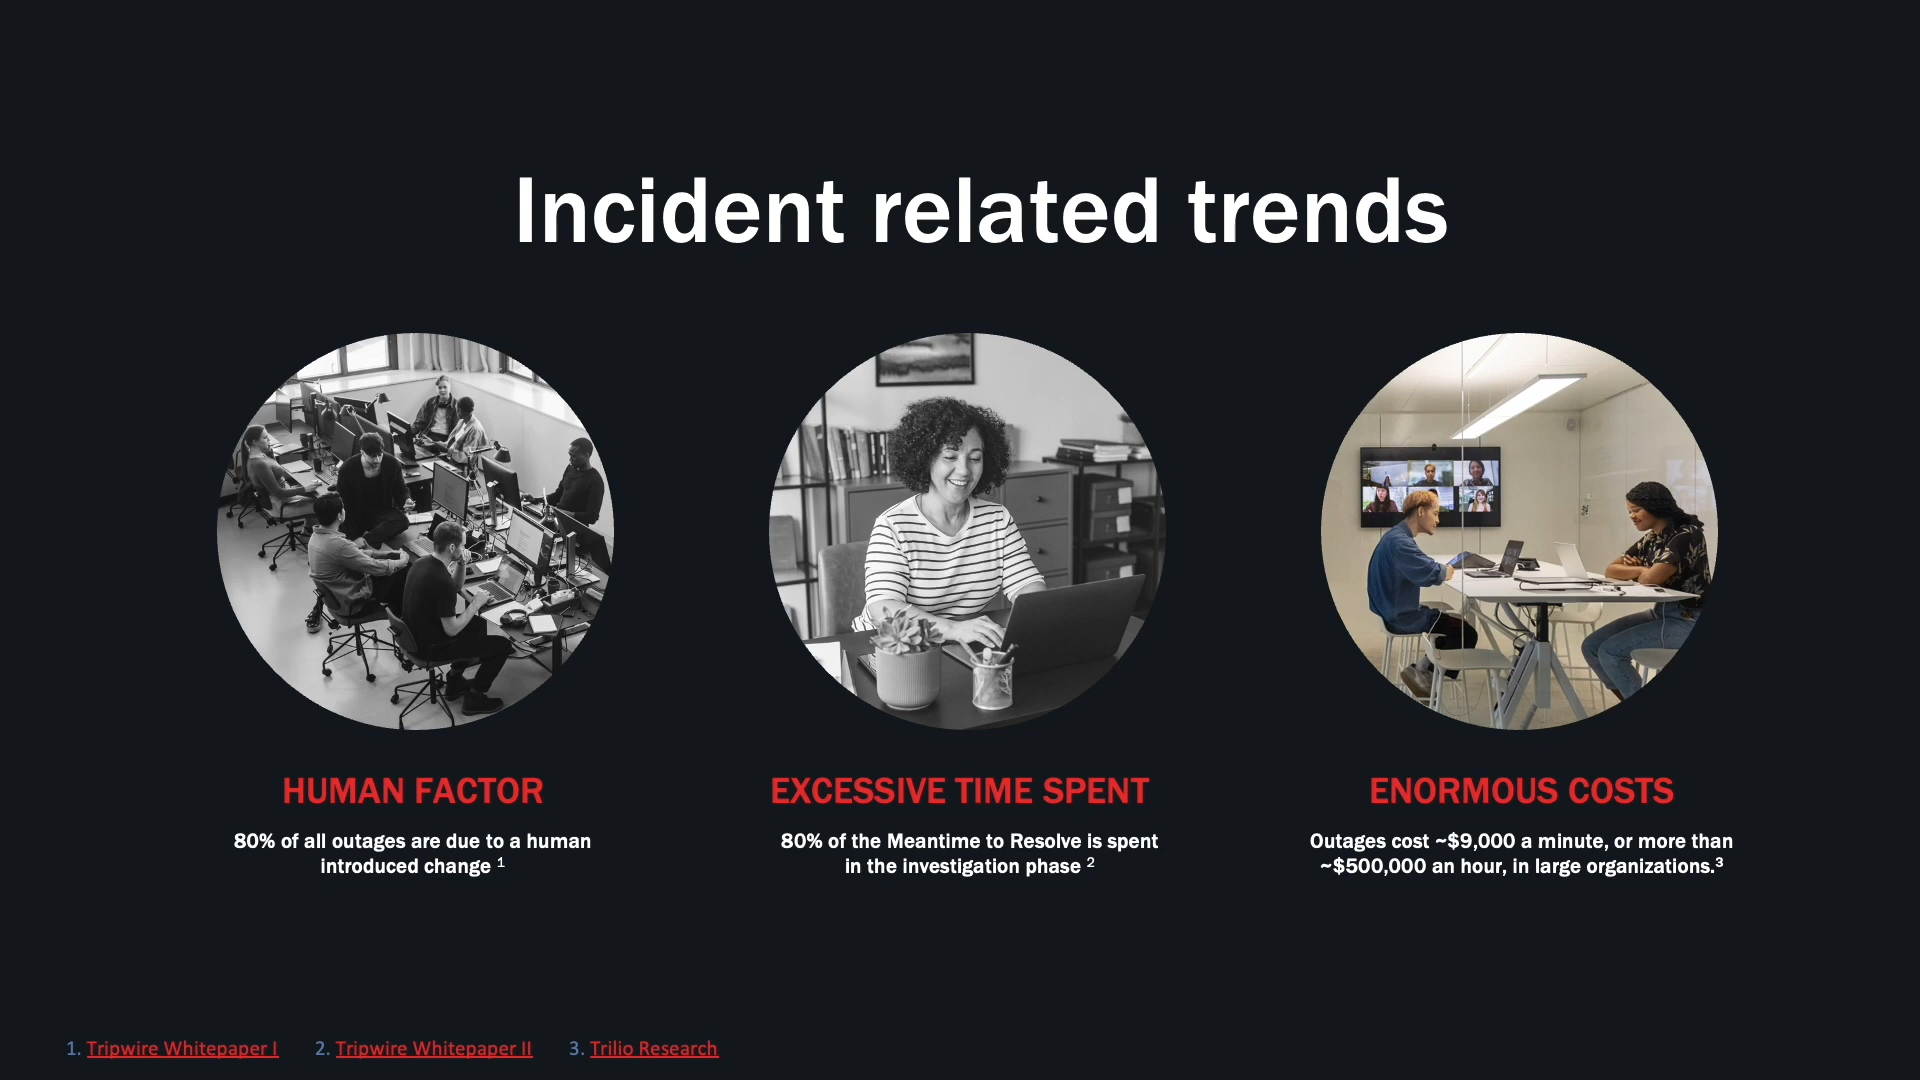 Incident related trends
HUMAN FACTOR
80% of all outages are due to a human
introduced change ¹
EXCESSIVE TIME SPENT
80% of the Meantime to Resolve is spent
in the investigation phase ²
ENORMOUS COSTS
Outages cost ~$9,000 a minute, or more than
~$500,000 an hour, in large organizations.³
1. Tripwire Whitepaper I 2. Tripwire Whitepaper II 3. Trilio Research